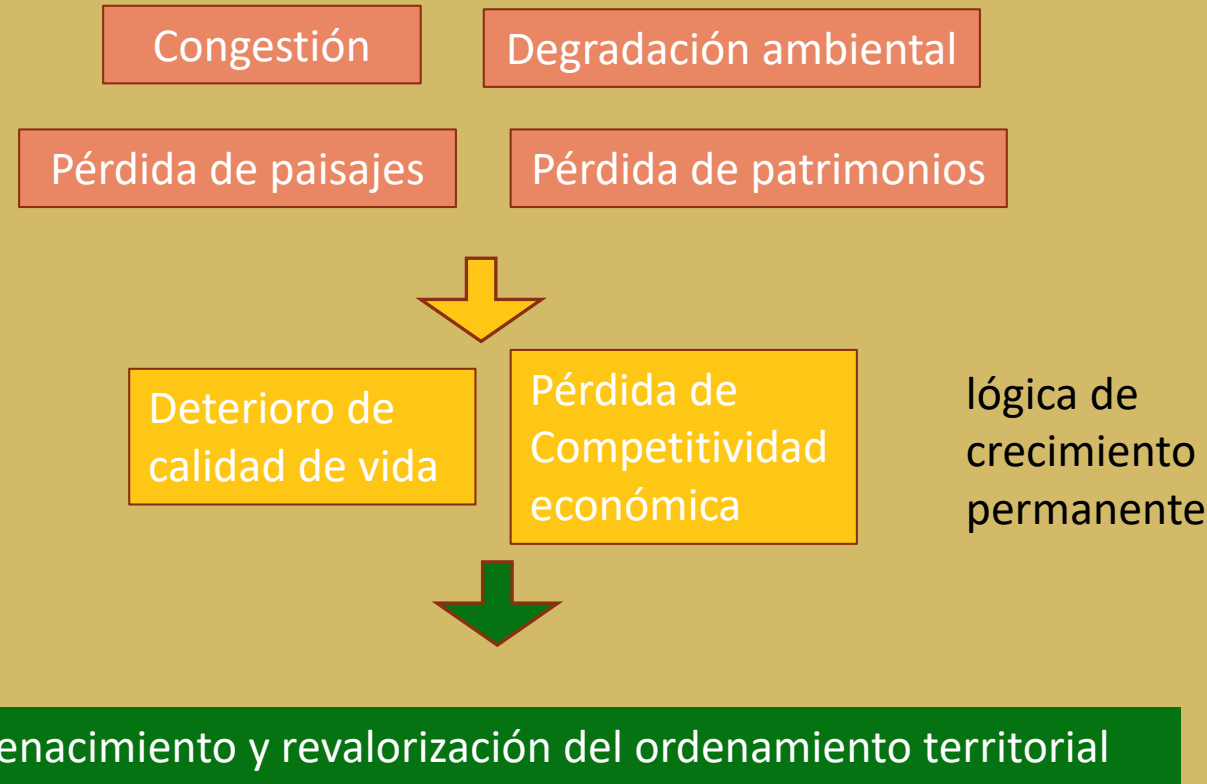 Congestión
Degradación ambiental
Pérdida de paisajes
Pérdida de patrimonios
Deterioro de
calidad de vida
Pérdida de
Competitividad
económica
lógica de
crecimiento
permanente
enacimiento y revalorización del ordenamiento territorial